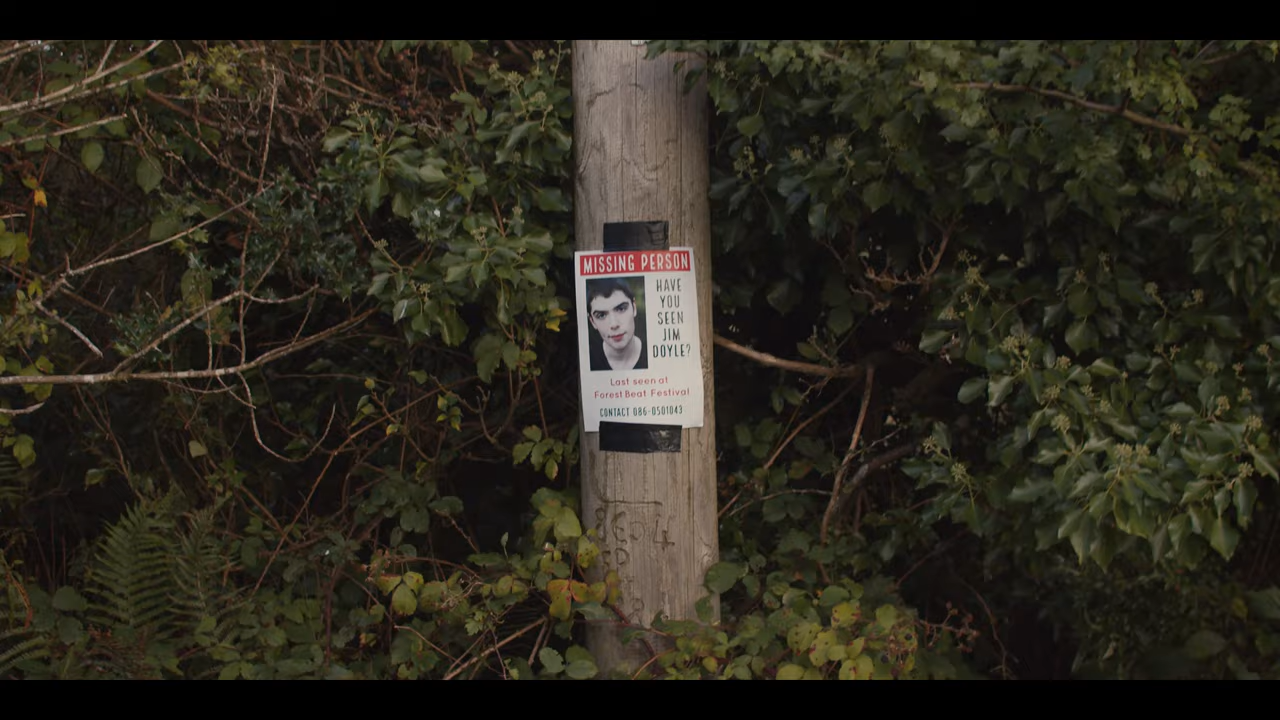 MISSING PERSON
HAVE
YOU
SEEN
JIM
DOYLE?
Last seen at
Forest Beat Festival
CONTACT 086-0501043